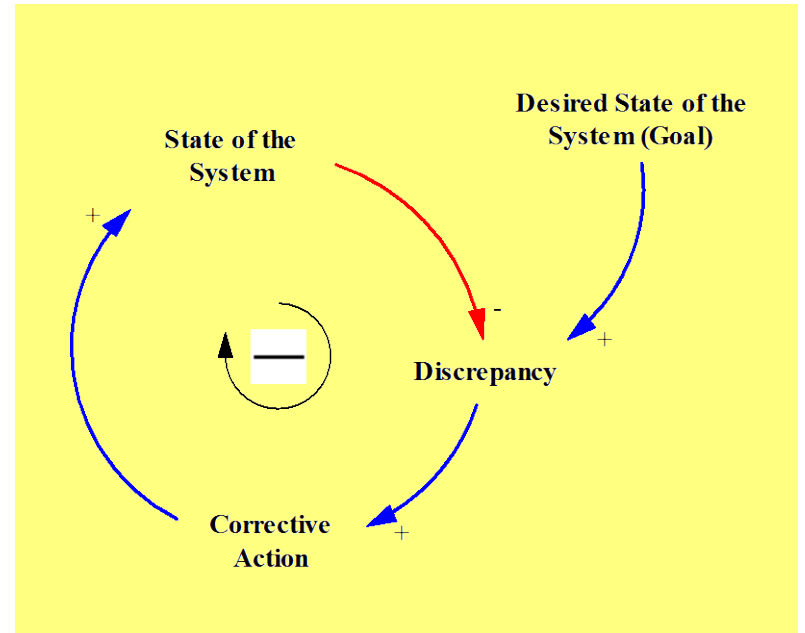 Desired State of the
System (Goal)
State of the
System
+
-
+
Discrepancy
Corrective
Action
+